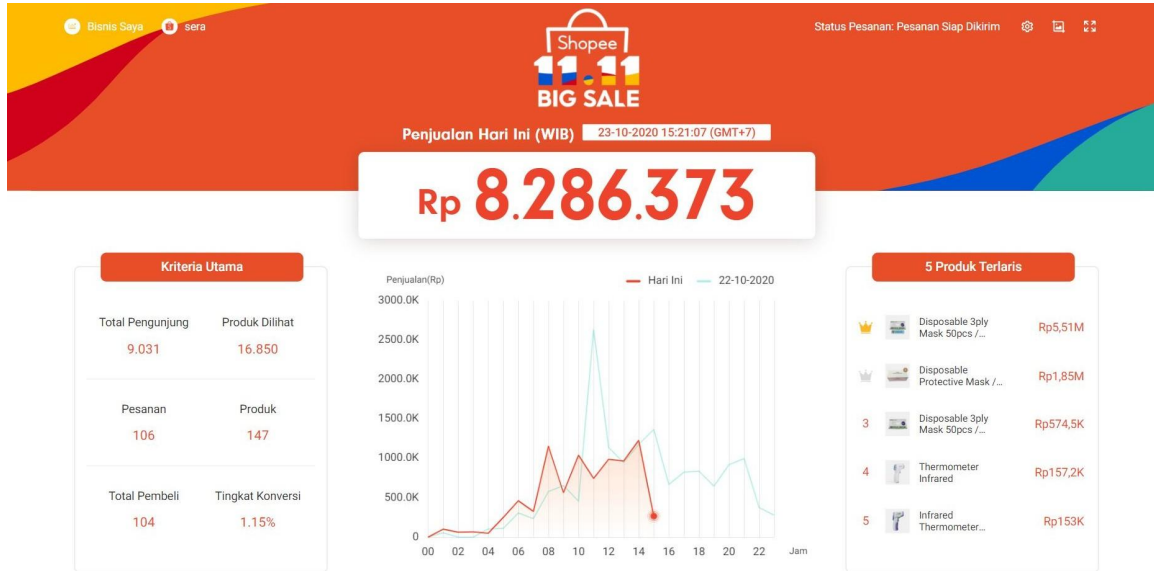 Bisnis Saya
sera
Status Pesanan: Pesanan Siap Dikirim
Shopee
11.11
BIG SALE
Penjualan Hari Ini (WIB) 23-10-2020 15:21:07 (GMT+7)
Rp 8.286.373
Kriteria Utama
Total Pengunjung Produk Dilihat
9.031 16.850
Pesanan Produk
106 147
Total Pembeli Tingkat Konversi
104 1.15%
Penjualan(Rp)
Hari Ini 22-10-2020
3000.0K
2500.0K
2000.0K
1500.0K
1000.0K
500.0K
0
00 02 04 06 08 10 12 14 16 18 20 22 Jam
5 Produk Terlaris
Disposable 3ply
Mask 50pcs /...
Rp5,51M
Disposable
Protective Mask /...
Rp1,85M
3
Disposable 3ply
Mask 50pcs /...
Rp574,5K
4
Thermometer
Infrared
Rp157,2K
5
Infrared
Thermometer...
Rp153K